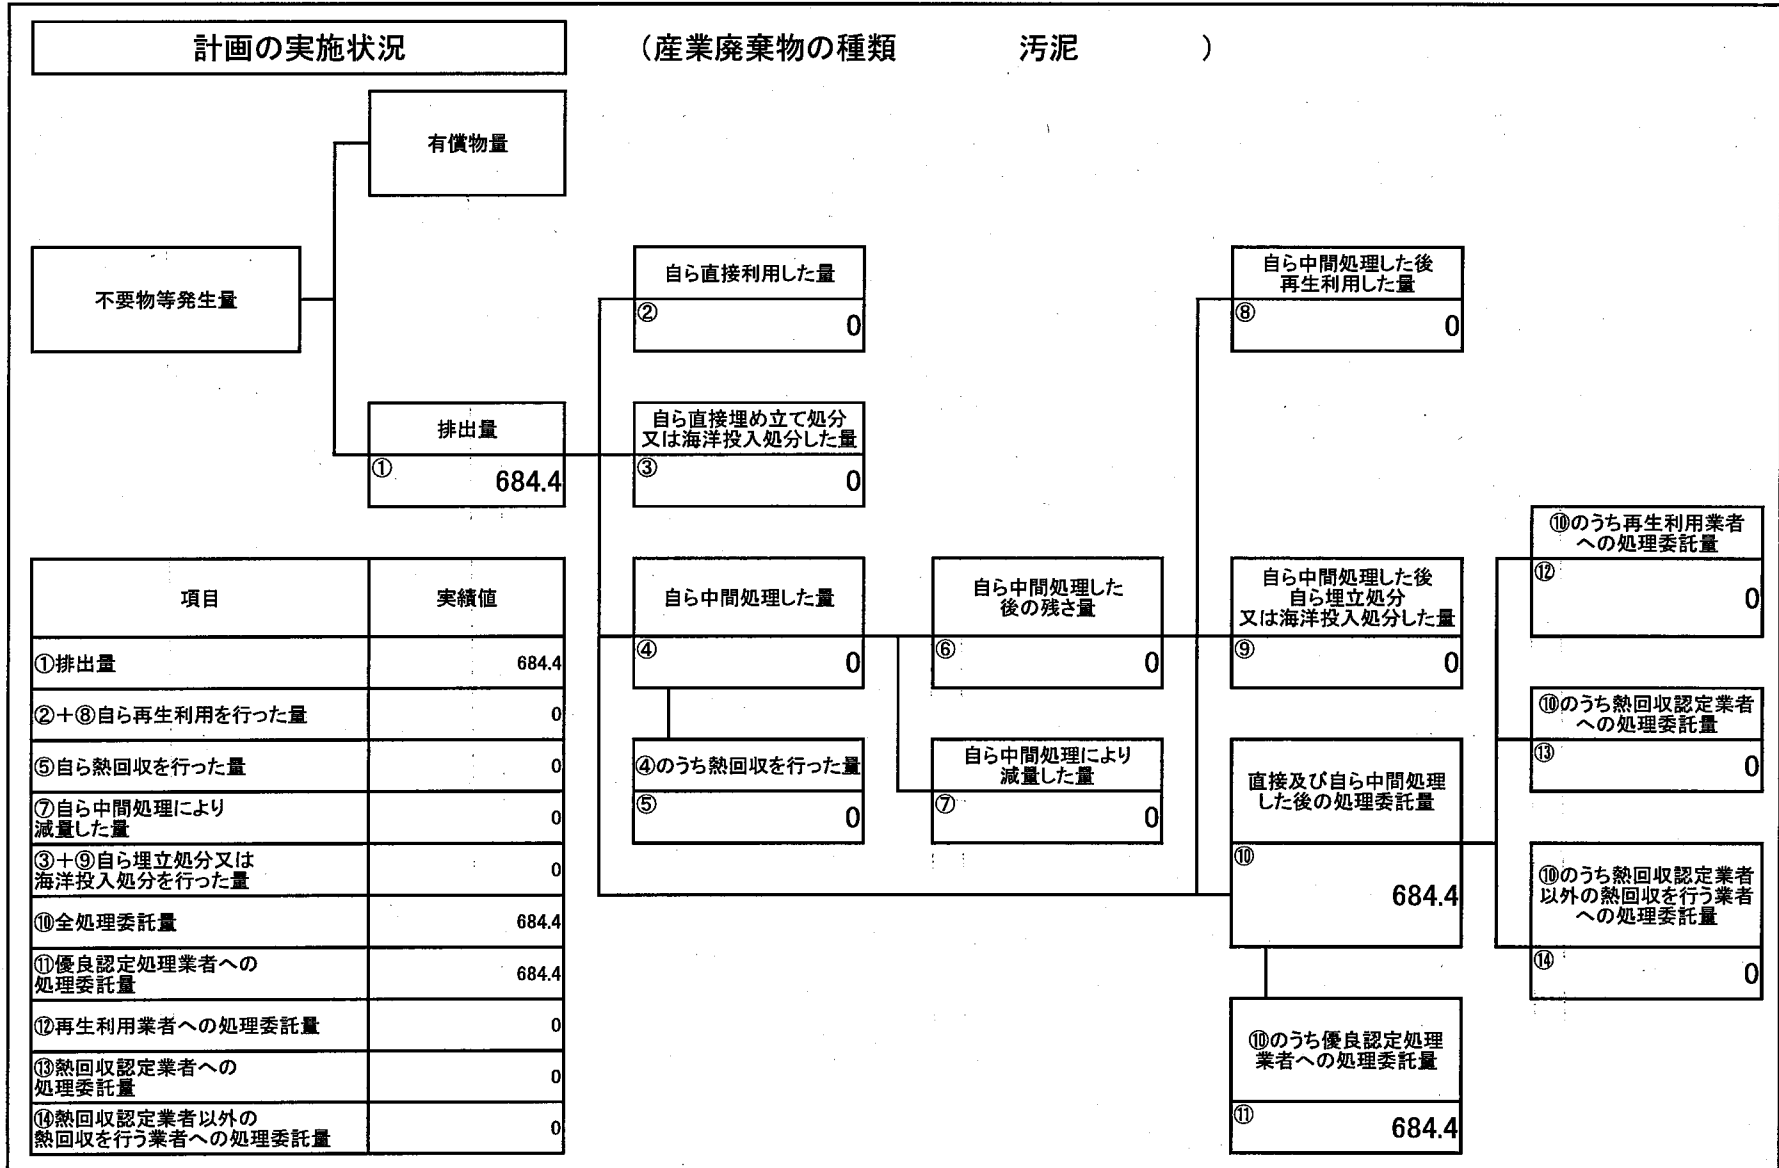 計画の実施状況
（産業廃棄物の種類　汚泥　）
有償物量
不要物等発生量
排出量
①
684.4
自ら直接利用した量
②
0
自ら直接埋め立て処分
又は海洋投入処分した量
③
0
自ら中間処理した量
④
0
④のうち熱回収を行った量
⑤
0
自ら中間処理した
後の残さ量
⑥
0
自ら中間処理により
減量した量
⑦
0
自ら中間処理した後
再生利用した量
⑧
0
自ら中間処理した後
自ら埋立処分
又は海洋投入処分した量
⑨
0
直接及び自ら中間処理
した後の処理委託量
⑩
684.4
⑩のうち優良認定処理
業者への処理委託量
⑪
684.4
⑩のうち再生利用業者
への処理委託量
⑫
0
⑩のうち熱回収認定業者
への処理委託量
⑬
0
⑩のうち熱回収認定業者
以外の熱回収を行う業者
への処理委託量
⑭
0
項目　実績値
①排出量　684.4
②＋⑧自ら再生利用を行った量　0
⑤自ら熱回収を行った量　0
⑦自ら中間処理により
減量した量　0
③＋⑨自ら埋立処分又は
海洋投入処分を行った量　0
⑩全処理委託量　684.4
⑪優良認定処理業者への
処理委託量　684.4
⑫再生利用業者への処理委託量　0
⑬熱回収認定業者への
処理委託量　0
⑭熱回収認定業者以外の
熱回収を行う業者への処理委託量　0